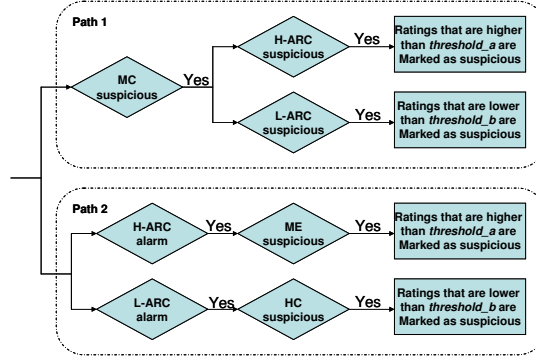 Path 1
MC
suspicious
Yes
H-ARC
suspicious
Yes
Ratings that are higher
than threshold_a are
Marked as suspicious
L-ARC
suspicious
Yes
Ratings that are lower
than threshold_b are
Marked as suspicious
Path 2
H-ARC
alarm
Yes
ME
suspicious
Yes
Ratings that are higher
than threshold_a are
Marked as suspicious
L-ARC
alarm
Yes
HC
suspicious
Yes
Ratings that are lower
than threshold_b are
Marked as suspicious